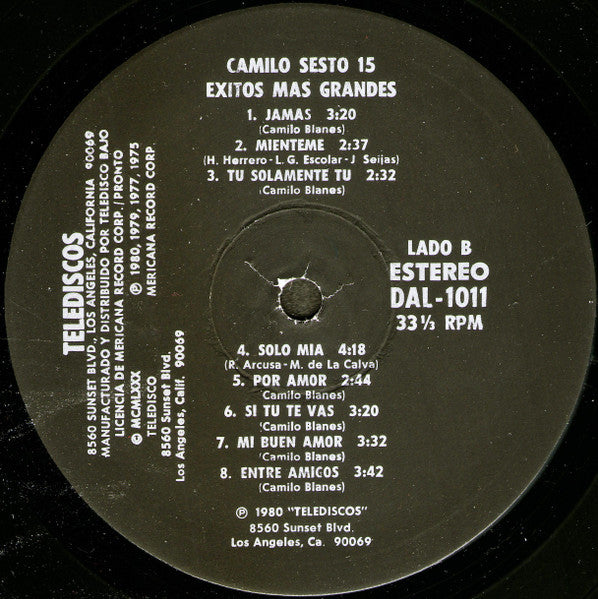 CAMILO SESTO 15
EXITOS MAS GRANDES
1. JAMAS 3:20
(Camilo Blanes)
2. MIENTEME 2:37
(H. Herrero-L. G. Escolar-J Seijas)
3. TU SOLAMENTE TU 2:32
(Camilo Blanes)
LADO B
ESTEREO
DAL-1011
33⅓ RPM
4. SOLO MIA 4:18
(R. Arcusa-M. de La Calva)
5. POR AMOR 2:44
(Camilo Blanes)
6. SI TU TE VAS 3:20
(Camilo Blanes)
7. MI BUEN AMOR 3:32
(Camilo Blanes)
8. ENTRE AMIGOS 3:42
(Camilo Blanes)
℗ 1980 "TELEDISCOS"
8560 Sunset Blvd.
Los Angeles, Ca. 90069
TELEDISCOS
8560 SUNSET BLVD., LOS ANGELES, CALIFORNIA 90069
MANUFACTURADO Y DISTRIBUIDO POR TELEDISCO BAJO
LICENCIA DE MERICANA RECORD CORP./PRONTO
© MCMLXXX ℗ 1980, 1979, 1977, 1975
TELEDISCO MERICANA RECORD CORP.
8560 Sunset Blvd.
Los Angeles, Calif. 90069